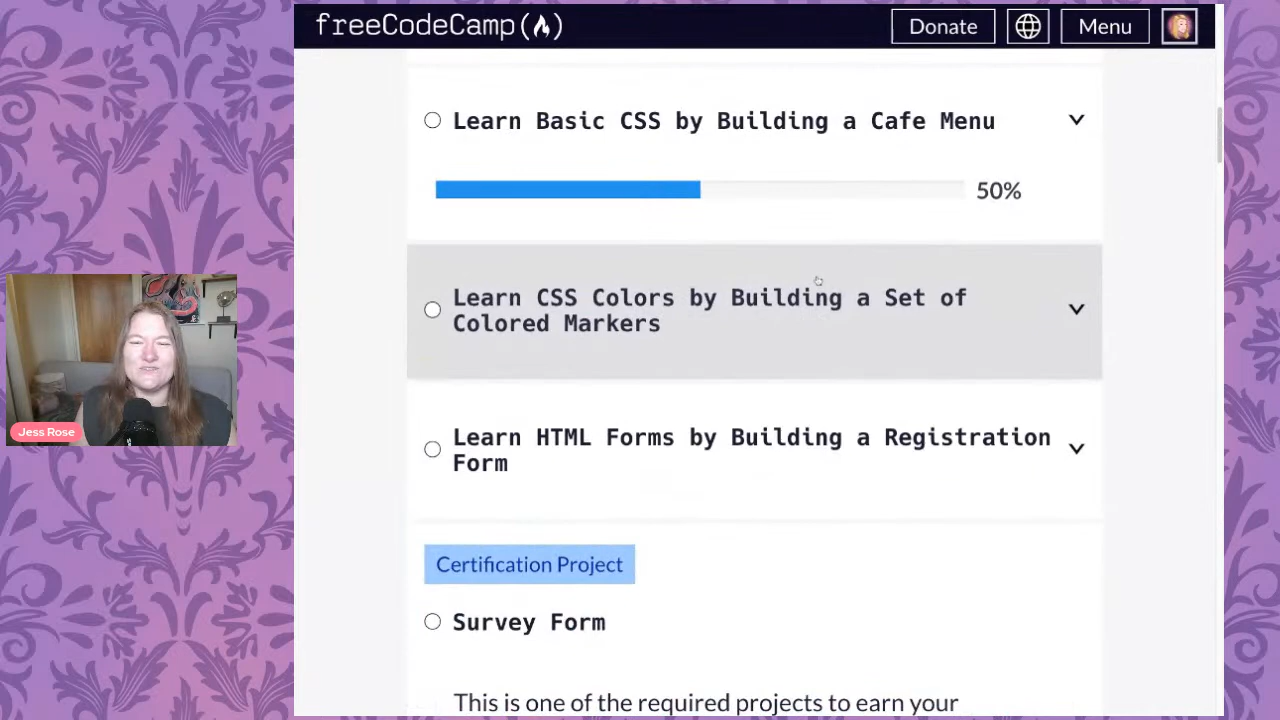 freeCodeCamp(🔥)
Donate
Menu
Learn Basic CSS by Building a Cafe Menu
50%
Learn CSS Colors by Building a Set of
Colored Markers
Jess Rose
Learn HTML Forms by Building a Registration
Form
Certification Project
Survey Form
This is one of the required projects to earn your